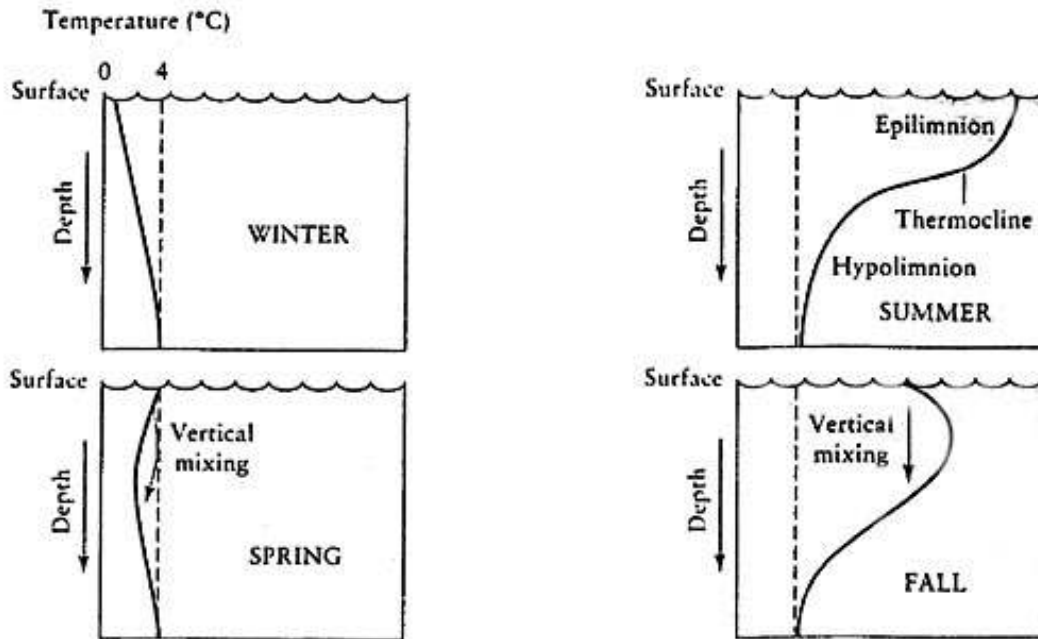 Temperature (°C)
0 4
Surface
Depth
WINTER
Surface
Epilimnion
Depth
Thermocline
Hypolimnion
SUMMER
Surface
Vertical
mixing
Depth
SPRING
Surface
Vertical
mixing
Depth
FALL